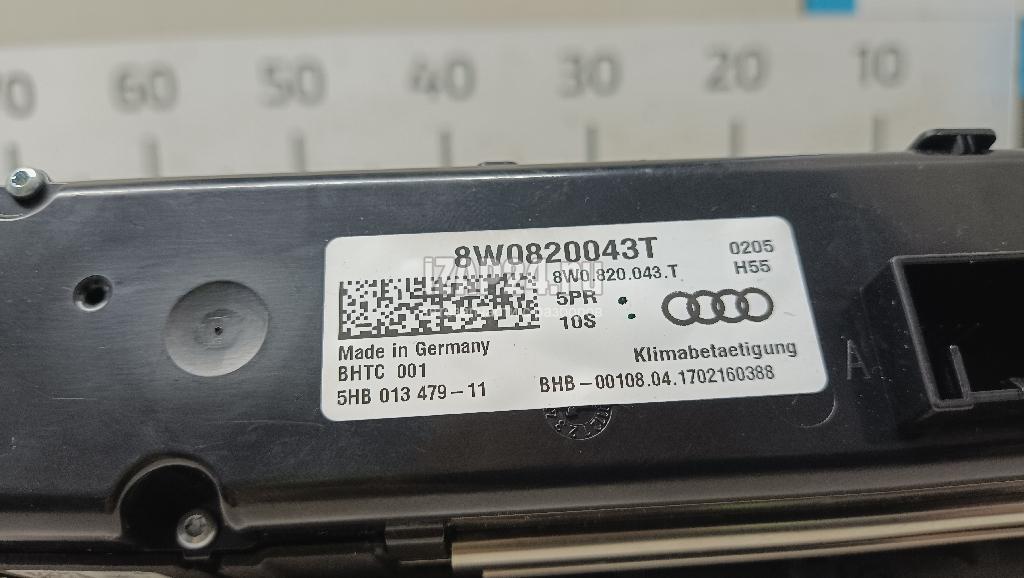 70 60 50 40 30 20 10
8W0820043T 0205
8W0.820.043.T H55
5PR
10S
Made in Germany Klimabetaetigung
BHTC 001
5HB 013 479-11 BHB-00108.04.1702160388
A